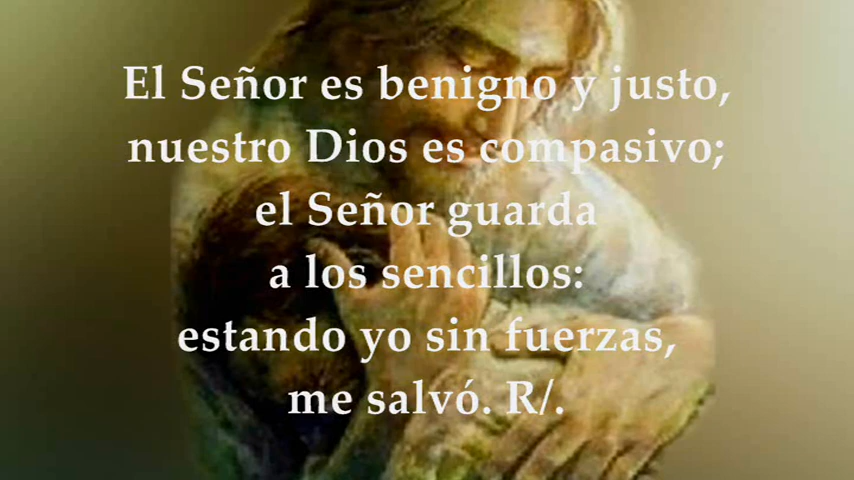 El Señor es benigno y justo,
nuestro Dios es compasivo;
el Señor guarda
a los sencillos:
estando yo sin fuerzas,
me salvó. R/.